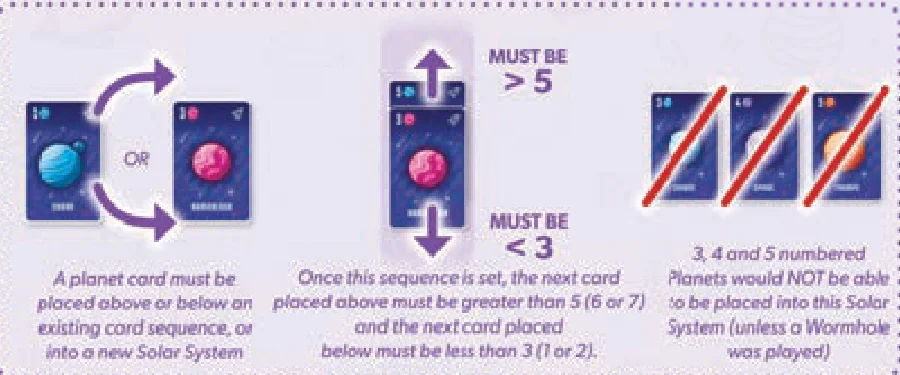 OR
A planet card must be
placed above or below an
existing card sequence, or
into a new Solar System
MUST BE
> 5
MUST BE
< 3
Once this sequence is set, the next card
placed above must be greater than 5 (6 or 7)
and the next card placed
below must be less than 3 (1 or 2).
3, 4 and 5 numbered
Planets would NOT be able
to be placed into this Solar
System (unless a Wormhole
was played)